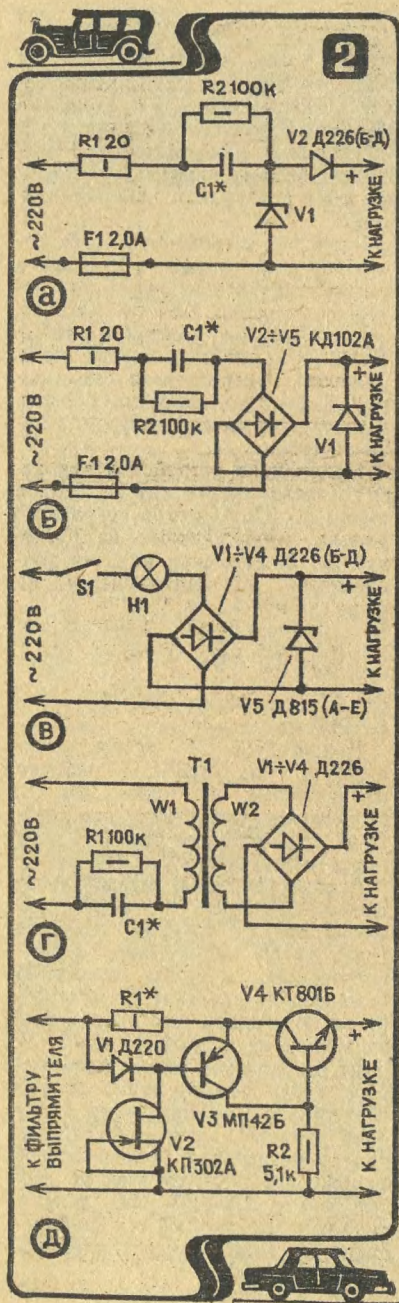 2
R2 100к
R1 20
V2 Д226(Б-Д)
+
C1*
V1
~220В
К НАГРУЗКЕ
F1 2,0А
а
C1*
V2÷V5 КД102А
R1 20
+
R2 100к
V1
~220В
К НАГРУЗКЕ
F1 2,0А
Б
V1÷V4 Д226(Б-Д)
S1
H1
+
~220В
К НАГРУЗКЕ
V5 Д815(А-Е)
В
T1
V1÷V4 Д226
W1
W2
+
R1 100к
~220В
К НАГРУЗКЕ
C1*
Г
V4 КТ801Б
R1*
+
V1 Д220
К ФИЛЬТРУ
ВЫПРЯМИТЕЛЯ
V3 МП42Б
К НАГРУЗКЕ
V2
КП302А
R2
5,1к
Д